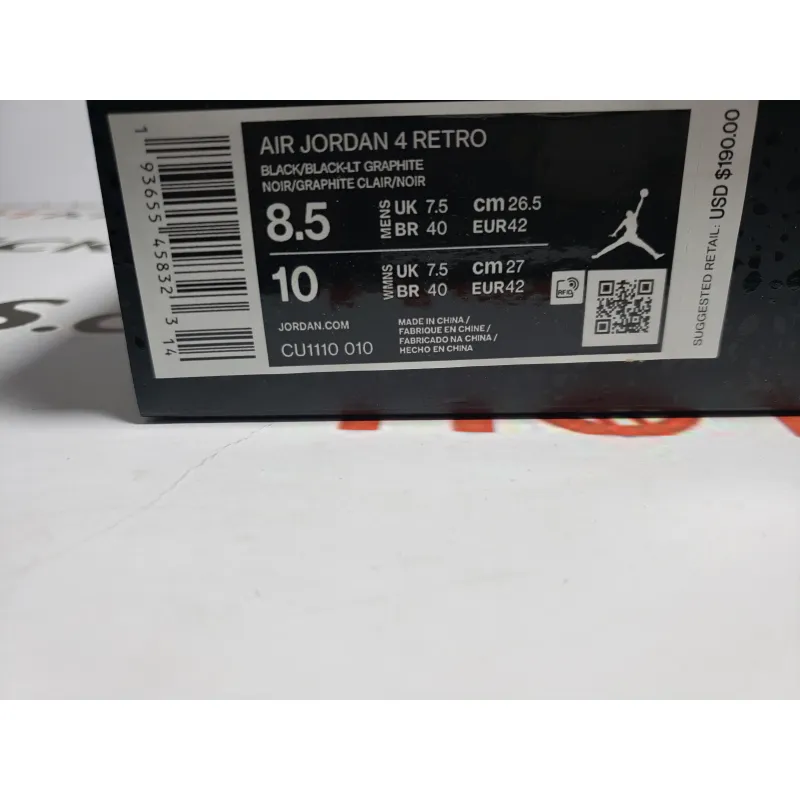 AIR JORDAN 4 RETRO
BLACK/BLACK-LT GRAPHITE
NOIR/GRAPHITE CLAIR/NOIR
8.5 MENS UK 7.5 cm 26.5
BR 40 EUR42
10 WMNS UK 7.5 cm 27
BR 40 EUR42
RFID
JORDAN.COM
CU1110 010
MADE IN CHINA /
FABRIQUE EN CHINE /
FABRICADO NA CHINA /
HECHO EN CHINA
1 93655 45832 3 14
SUGGESTED RETAIL: USD $190.00